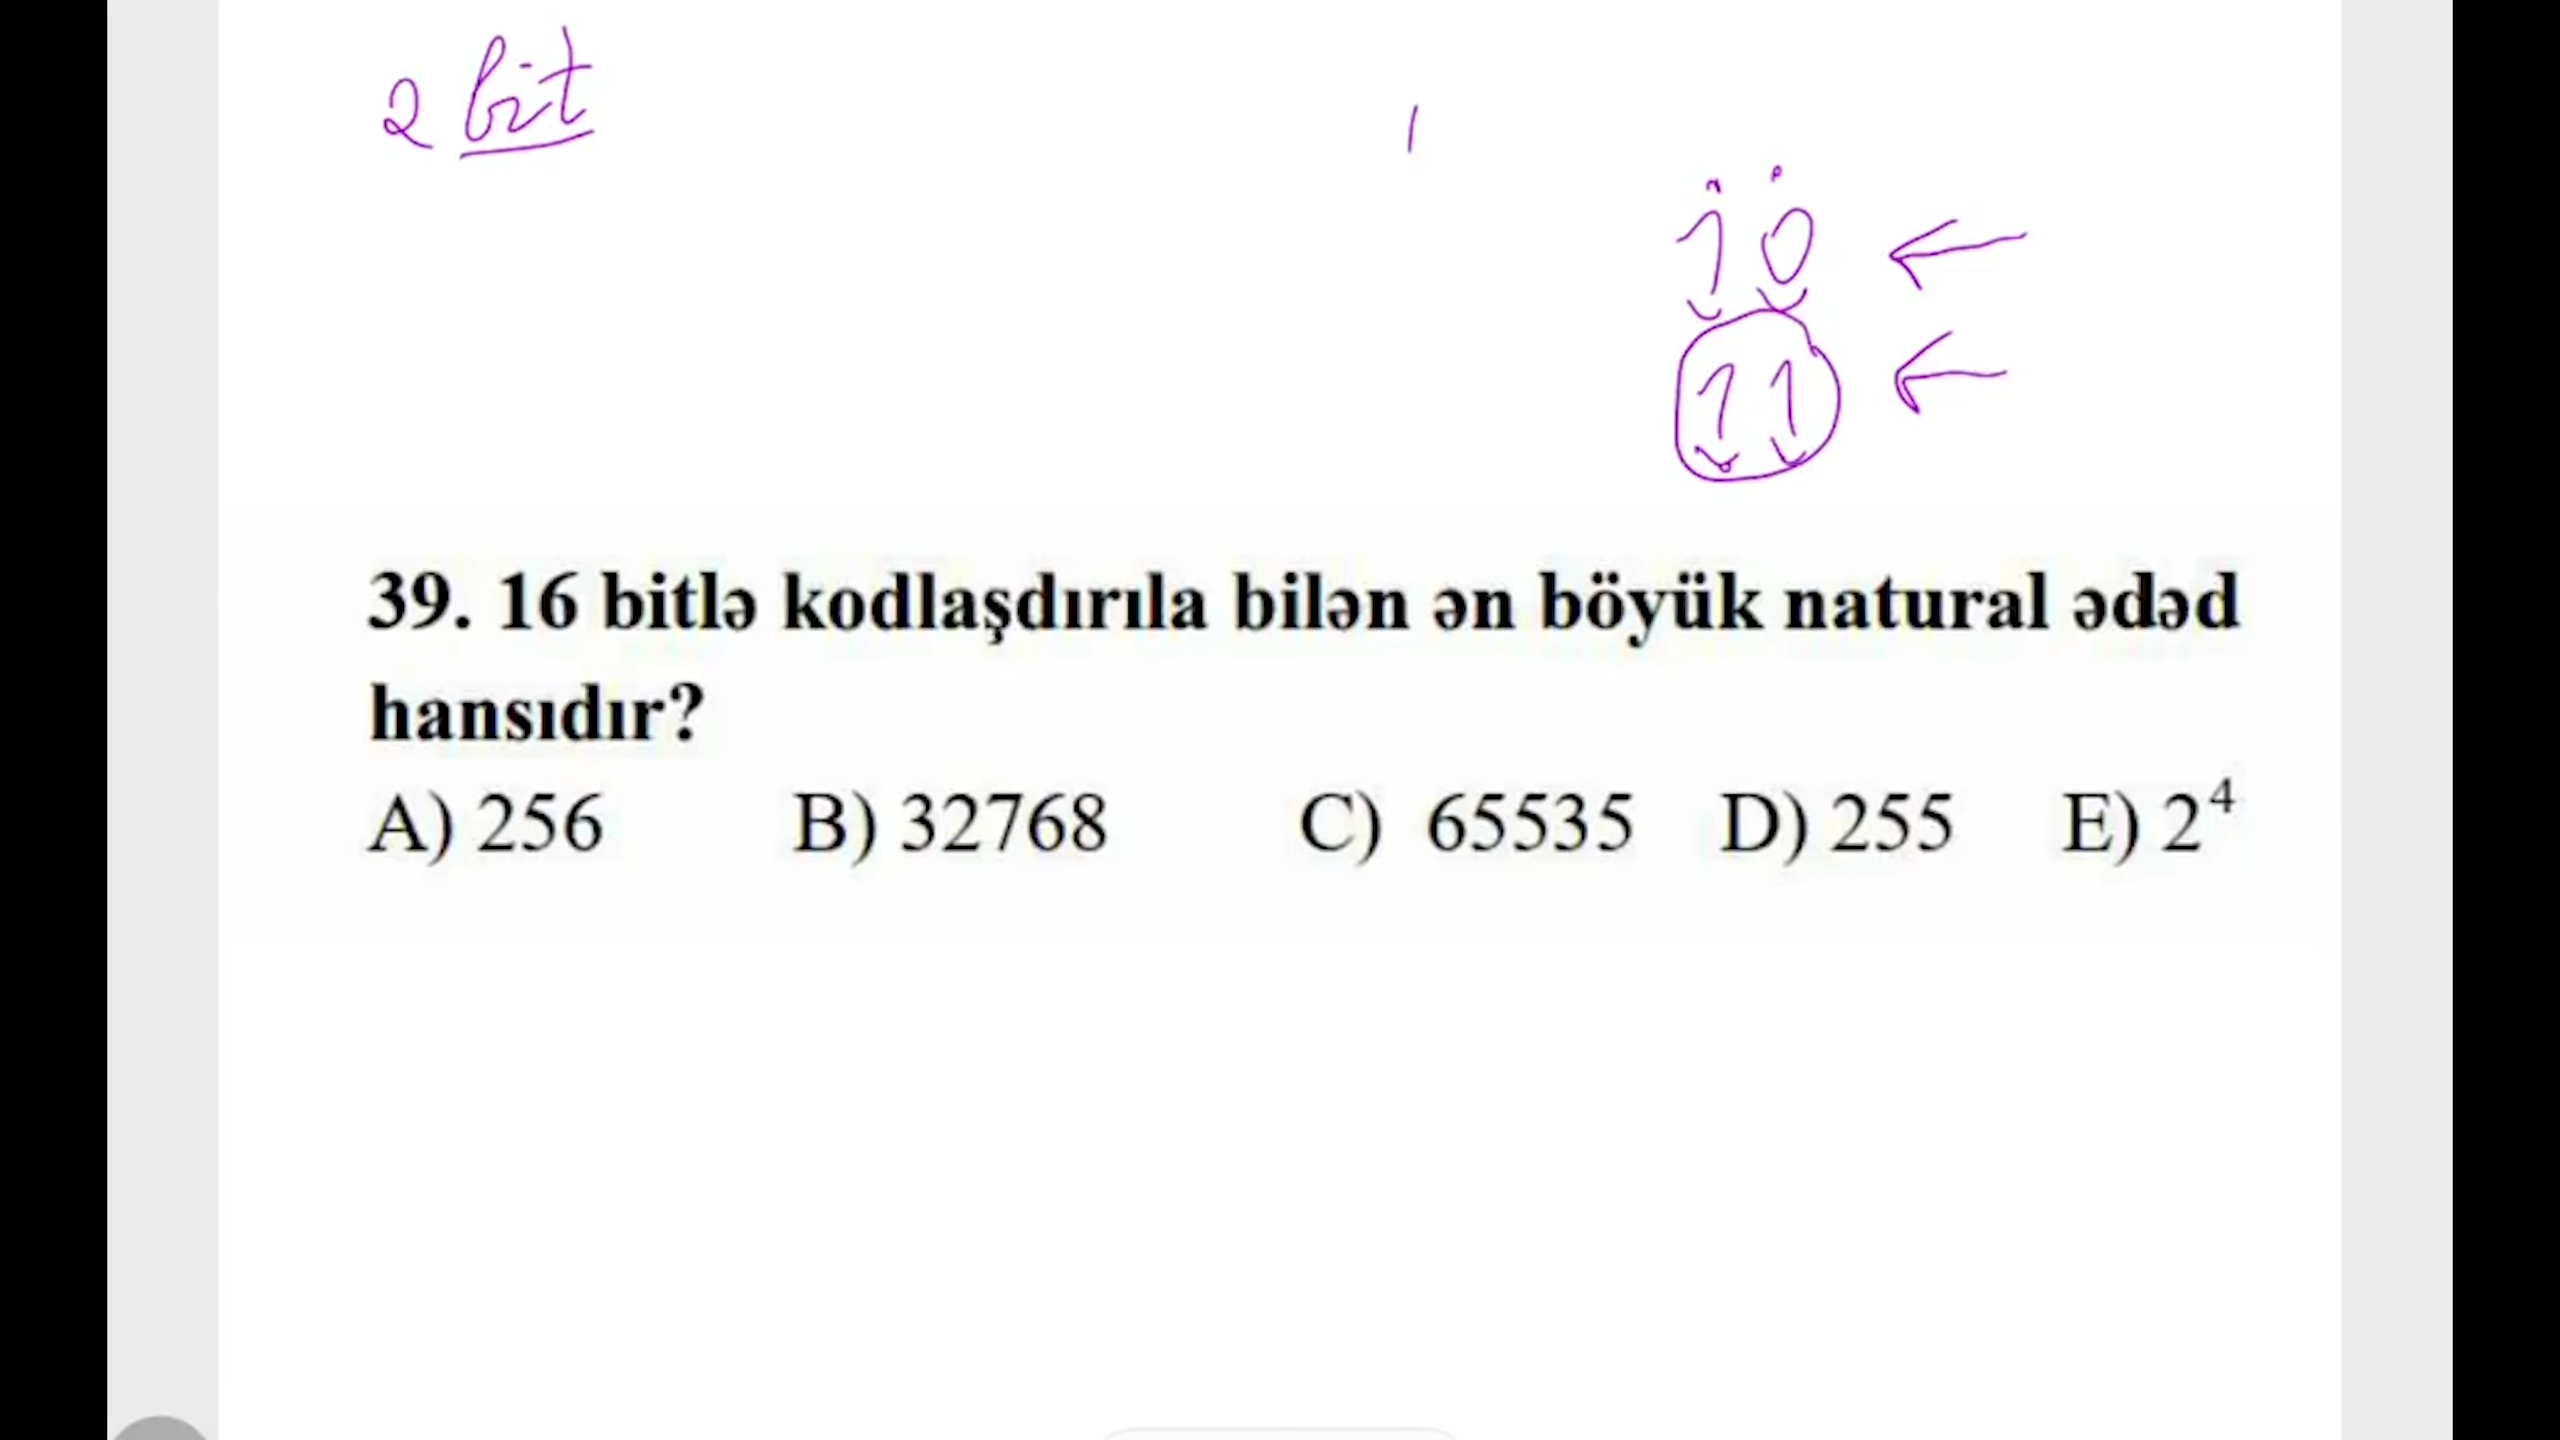 2 bit
1
10
11
39. 16 bitlə kodlaşdırıla bilən ən böyük natural ədəd
hansıdır?
A) 256 B) 32768 C) 65535 D) 255 E) 2⁴